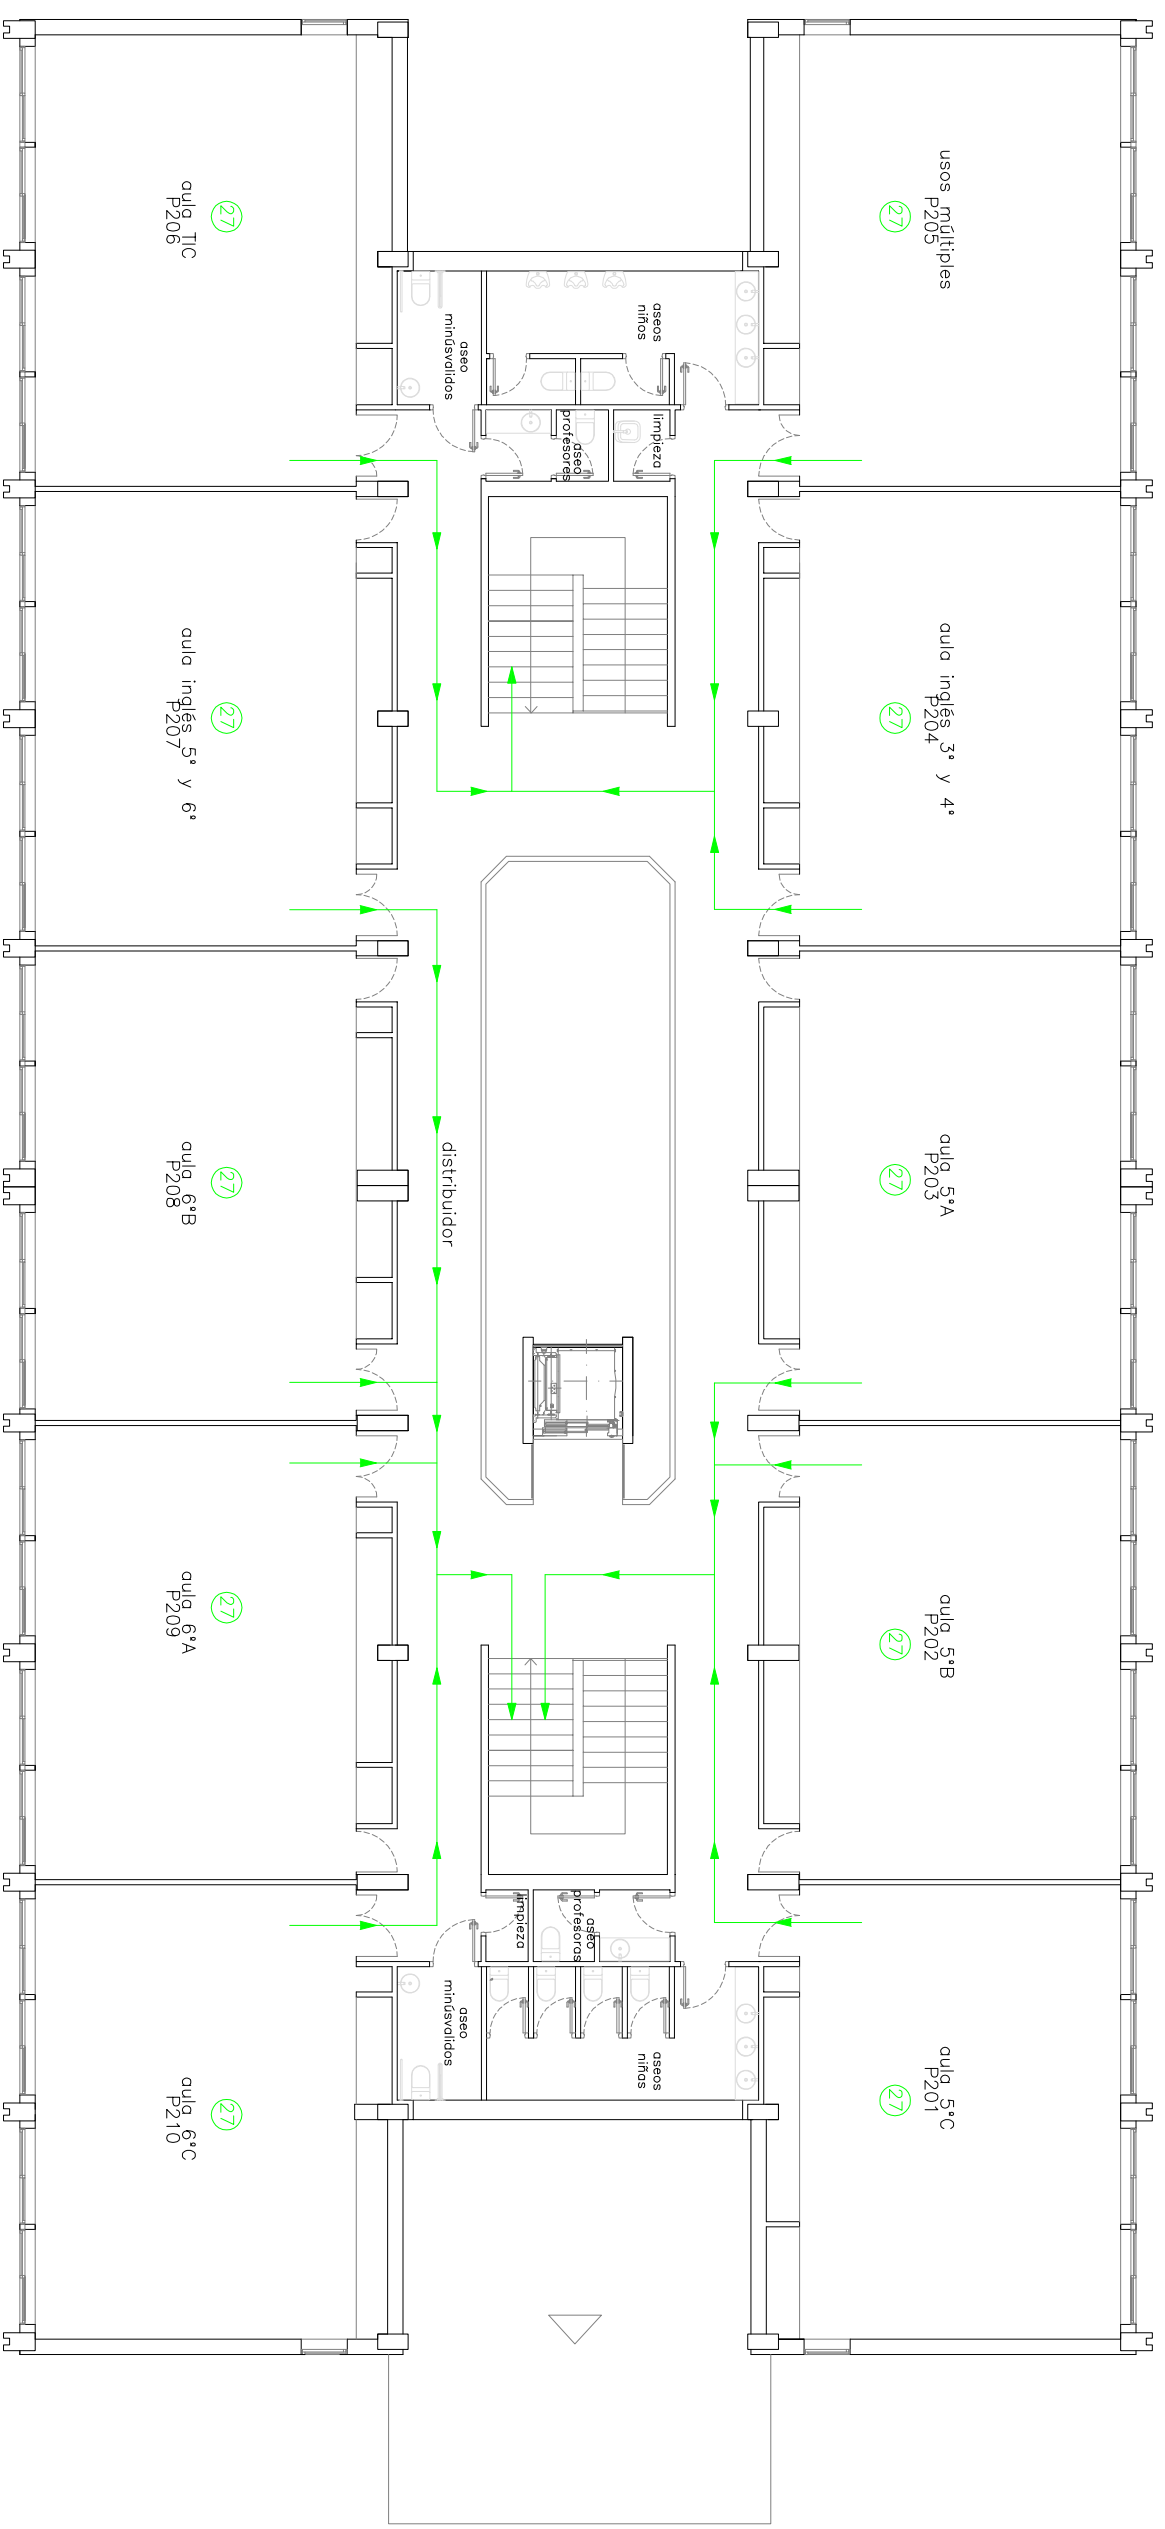 usos múltiples
P205
27
aula TIC
P206
27
aseos
niños
aseo
minúsvalidos
limpieza
aseo
profesores
aula inglés 3° y 4°
P204
27
aula inglés 5° y 6°
P207
27
aula 5°A
P203
27
distribuidor
aula 6°B
P208
27
aula 5°B
P202
27
aula 6°A
P209
27
aseo
profesoras
limpieza
aseos
niñas
aseo
minúsvalidos
aula 5°C
P201
27
aula 6°C
P210
27